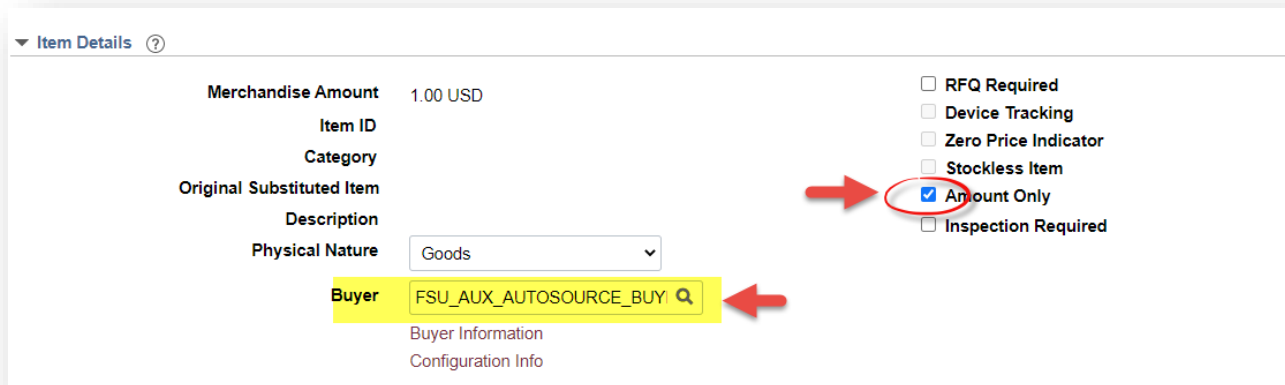 Item Details ?
Merchandise Amount 1.00 USD
Item ID
Category
Original Substituted Item
Description
Physical Nature Goods
Buyer FSU_AUX_AUTOSOURCE_BUY
Buyer Information
Configuration Info
RFQ Required
Device Tracking
Zero Price Indicator
Stockless Item
Amount Only
Inspection Required